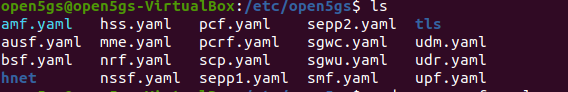 open5gs@open5gs-VirtualBox:/etc/open5gs$ ls
amf.yaml hss.yaml pcf.yaml sepp2.yaml tls
ausf.yaml mme.yaml pcrf.yaml sgwc.yaml udm.yaml
bsf.yaml nrf.yaml scp.yaml sgwu.yaml udr.yaml
hnet nssf.yaml sepp1.yaml smf.yaml upf.yaml